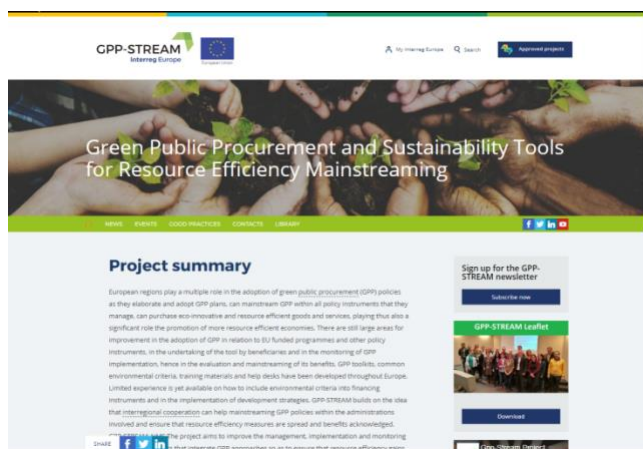 GPP-STREAM
Interreg Europe
European Union
My Interreg Europe
Search
Approved projects
Green Public Procurement and Sustainability Tools
for Resource Efficiency Mainstreaming
NEWS EVENTS GOOD PRACTICES CONTACTS LIBRARY
Project summary
European regions play a multiple role in the adoption of green public procurement (GPP) policies
as they elaborate and adopt GPP plans, can mainstream GPP within all policy instruments that they
manage, can purchase eco-innovative and resource efficient goods and services, playing thus also a
significant role the promotion of more resource efficient economies. There are still large areas for
improvement in the adoption of GPP in relation to EU funded programmes and other policy
instruments, in the undertaking of the tool by beneficiaries and in the monitoring of GPP
implementation, hence in the evaluation and mainstreaming of its benefits. GPP toolkits, common
environmental criteria, training materials and help desks have been developed throughout Europe.
Limited experience is yet available on how to include environmental criteria into financing
instruments and in the implementation of development strategies. GPP-STREAM builds on the idea
that interregional cooperation can help mainstreaming GPP policies within the administrations
involved and ensure that resource efficiency measures are spread and benefits acknowledged.
The project aims to improve the management, implementation and monitoring
that integrate GPP approaches so as to ensure that resource efficiency gains
SHARE
Sign up for the GPP-
STREAM newsletter
Subscribe now
GPP-STREAM Leaflet
Download
Gpp-Stream Project